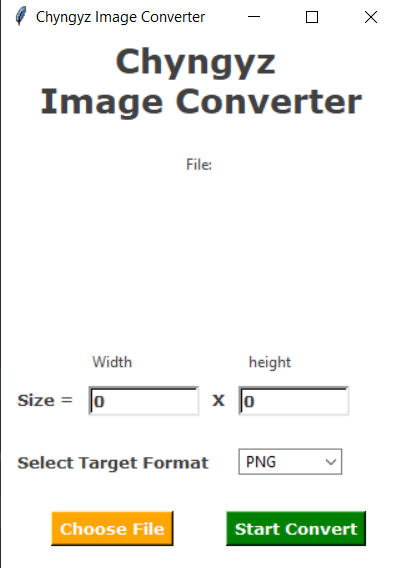 Chyngyz Image Converter
Chyngyz
Image Converter
File:
Width height
Size = 0 X 0
Select Target Format PNG
Choose File Start Convert